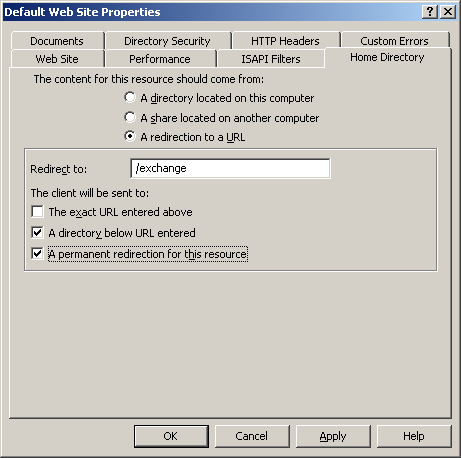 Default Web Site Properties
Documents Directory Security HTTP Headers Custom Errors
Web Site Performance ISAPI Filters Home Directory
The content for this resource should come from:
A directory located on this computer
A share located on another computer
A redirection to a URL
Redirect to: /exchange
The client will be sent to:
The exact URL entered above
A directory below URL entered
A permanent redirection for this resource
OK Cancel Apply Help